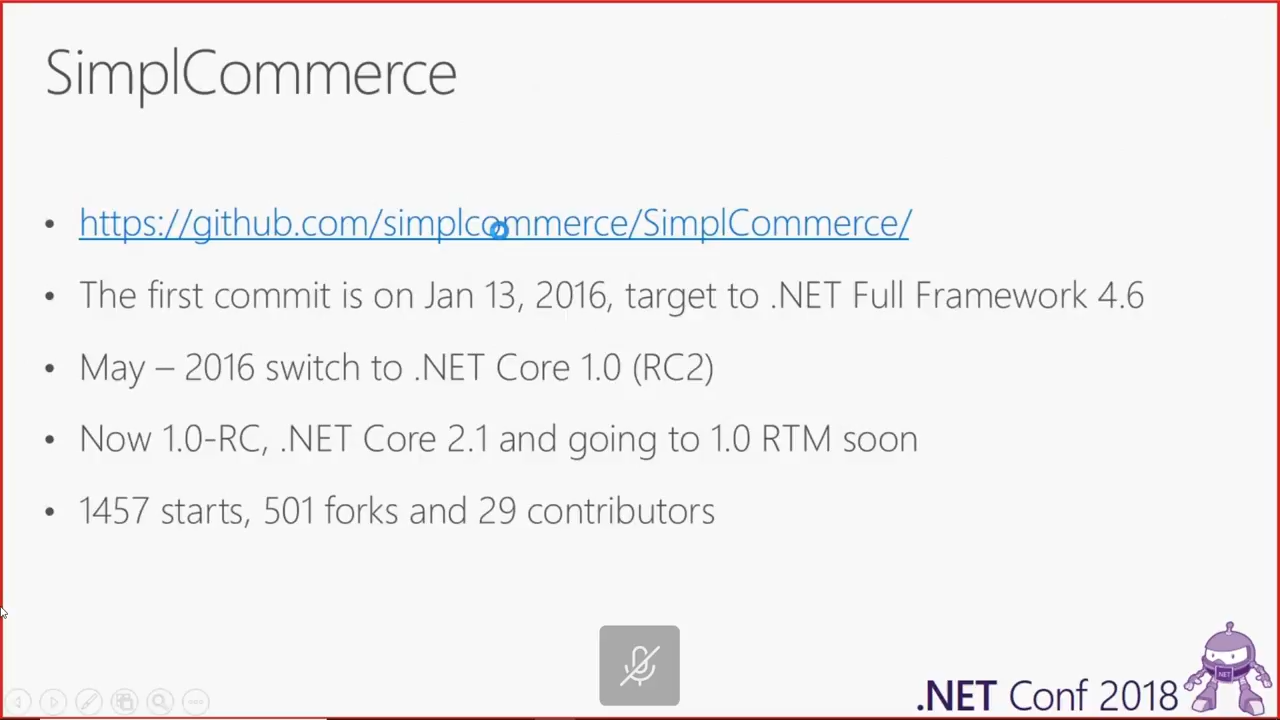 SimplCommerce
• https://github.com/simplcommerce/SimplCommerce/
• The first commit is on Jan 13, 2016, target to .NET Full Framework 4.6
• May – 2016 switch to .NET Core 1.0 (RC2)
• Now 1.0-RC, .NET Core 2.1 and going to 1.0 RTM soon
• 1457 starts, 501 forks and 29 contributors
.NET Conf 2018
.NET